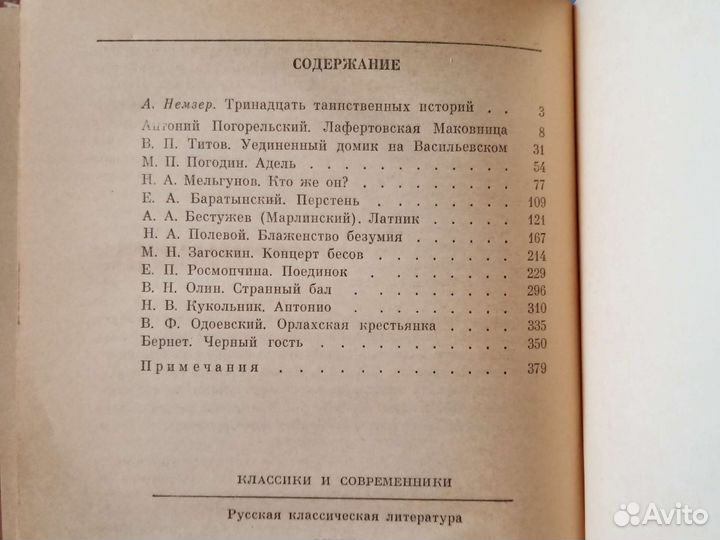 СОДЕРЖАНИЕ
А. Немзер. Тринадцать таинственных историй . . 3
Антоний Погорельский. Лафертовская Маковница 8
В. П. Титов. Уединенный домик на Васильевском 31
М. П. Погодин. Адель . . . . . . . . . 54
Н. А. Мельгунов. Кто же он? . . . . . . . . 77
Е. А. Баратынский. Перстень . . . . . . . 109
А. А. Бестужев (Марлинский). Латник . . . . . 121
Н. А. Полевой. Блаженство безумия . . . . . 167
М. Н. Загоскин. Концерт бесов . . . . . . . 214
Е. П. Росмопчина. Поединок . . . . . . . 229
В. Н. Олин. Странный бал . . . . . . . . 296
Н. В. Кукольник. Антонио . . . . . . . . 310
В. Ф. Одоевский. Орлахская крестьянка . . . . 335
Бернет. Черный гость . . . . . . . . . 350
Примечания . . . . . . . . . . . 379
КЛАССИКИ И СОВРЕМЕННИКИ
Русская классическая литература
Avito